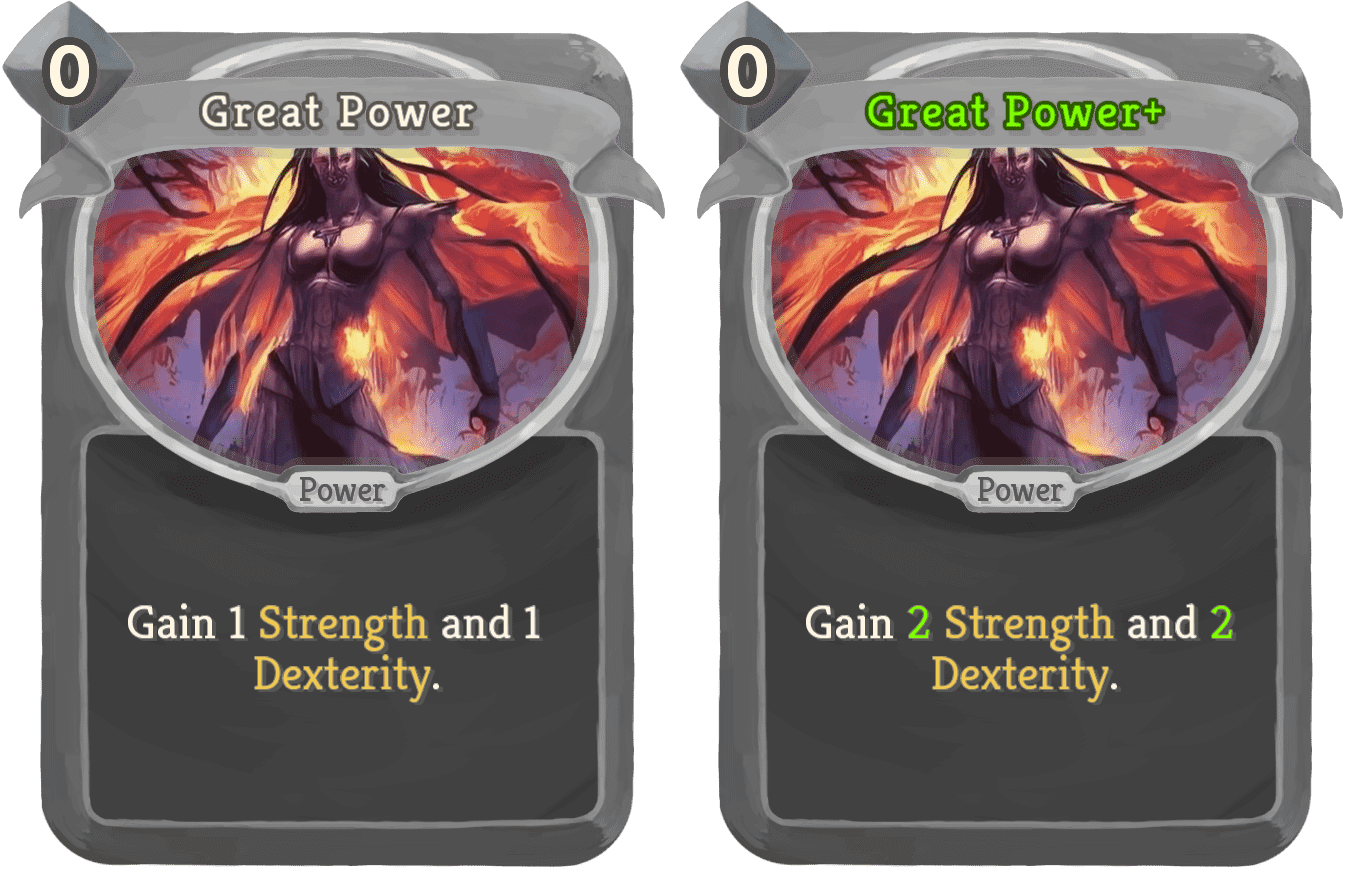 0
Great Power
Power
Gain 1 Strength and 1
Dexterity.
0
Great Power+
Power
Gain 2 Strength and 2
Dexterity.